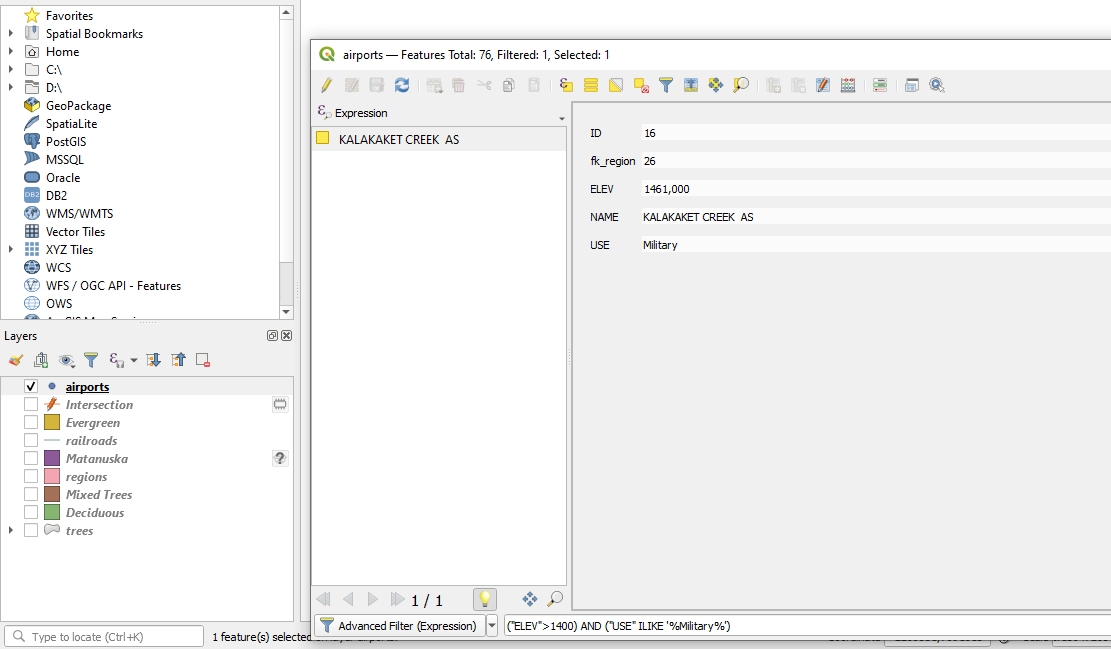 Favorites
Spatial Bookmarks
Home
C:\
D:\
GeoPackage
SpatiaLite
PostGIS
MSSQL
Oracle
DB2
DB2
WMS/WMTS
Vector Tiles
XYZ Tiles
WCS
WFS / OGC API - Features
OWS
Layers
airports
Intersection
Evergreen
railroads
Matanuska
?
regions
Mixed Trees
Deciduous
trees
Type to locate (Ctrl+K)
1 feature(s) selected
airports — Features Total: 76, Filtered: 1, Selected: 1
Expression
KALAKAKET CREEK AS
ID 16
fk_region 26
ELEV 1461,000
NAME KALAKAKET CREEK AS
USE Military
1 / 1
Advanced Filter (Expression)
("ELEV">1400) AND ("USE" ILIKE '%Military%')